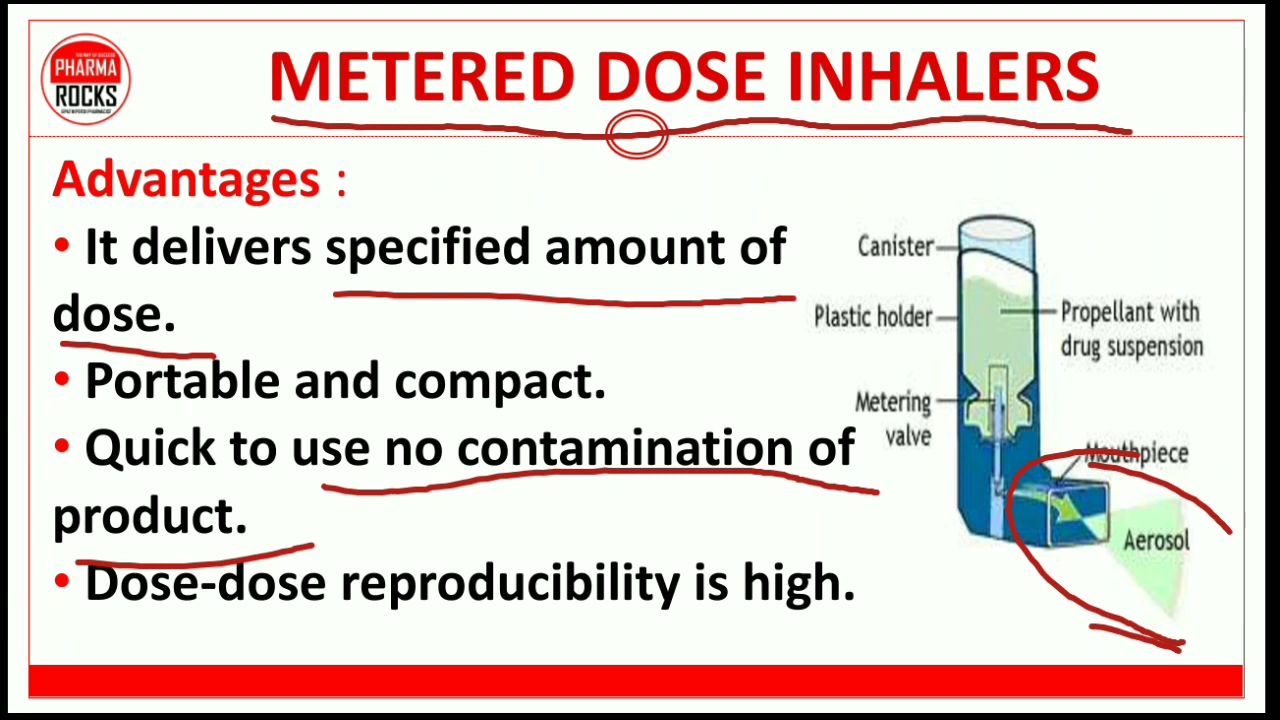 PHARMA
ROCKS
METERED DOSE INHALERS
Advantages :
• It delivers specified amount of
dose.
• Portable and compact.
• Quick to use no contamination of
product.
• Dose-dose reproducibility is high.
Canister
Plastic holder
Propellant with
drug suspension
Metering
valve
Mouthpiece
Aerosol